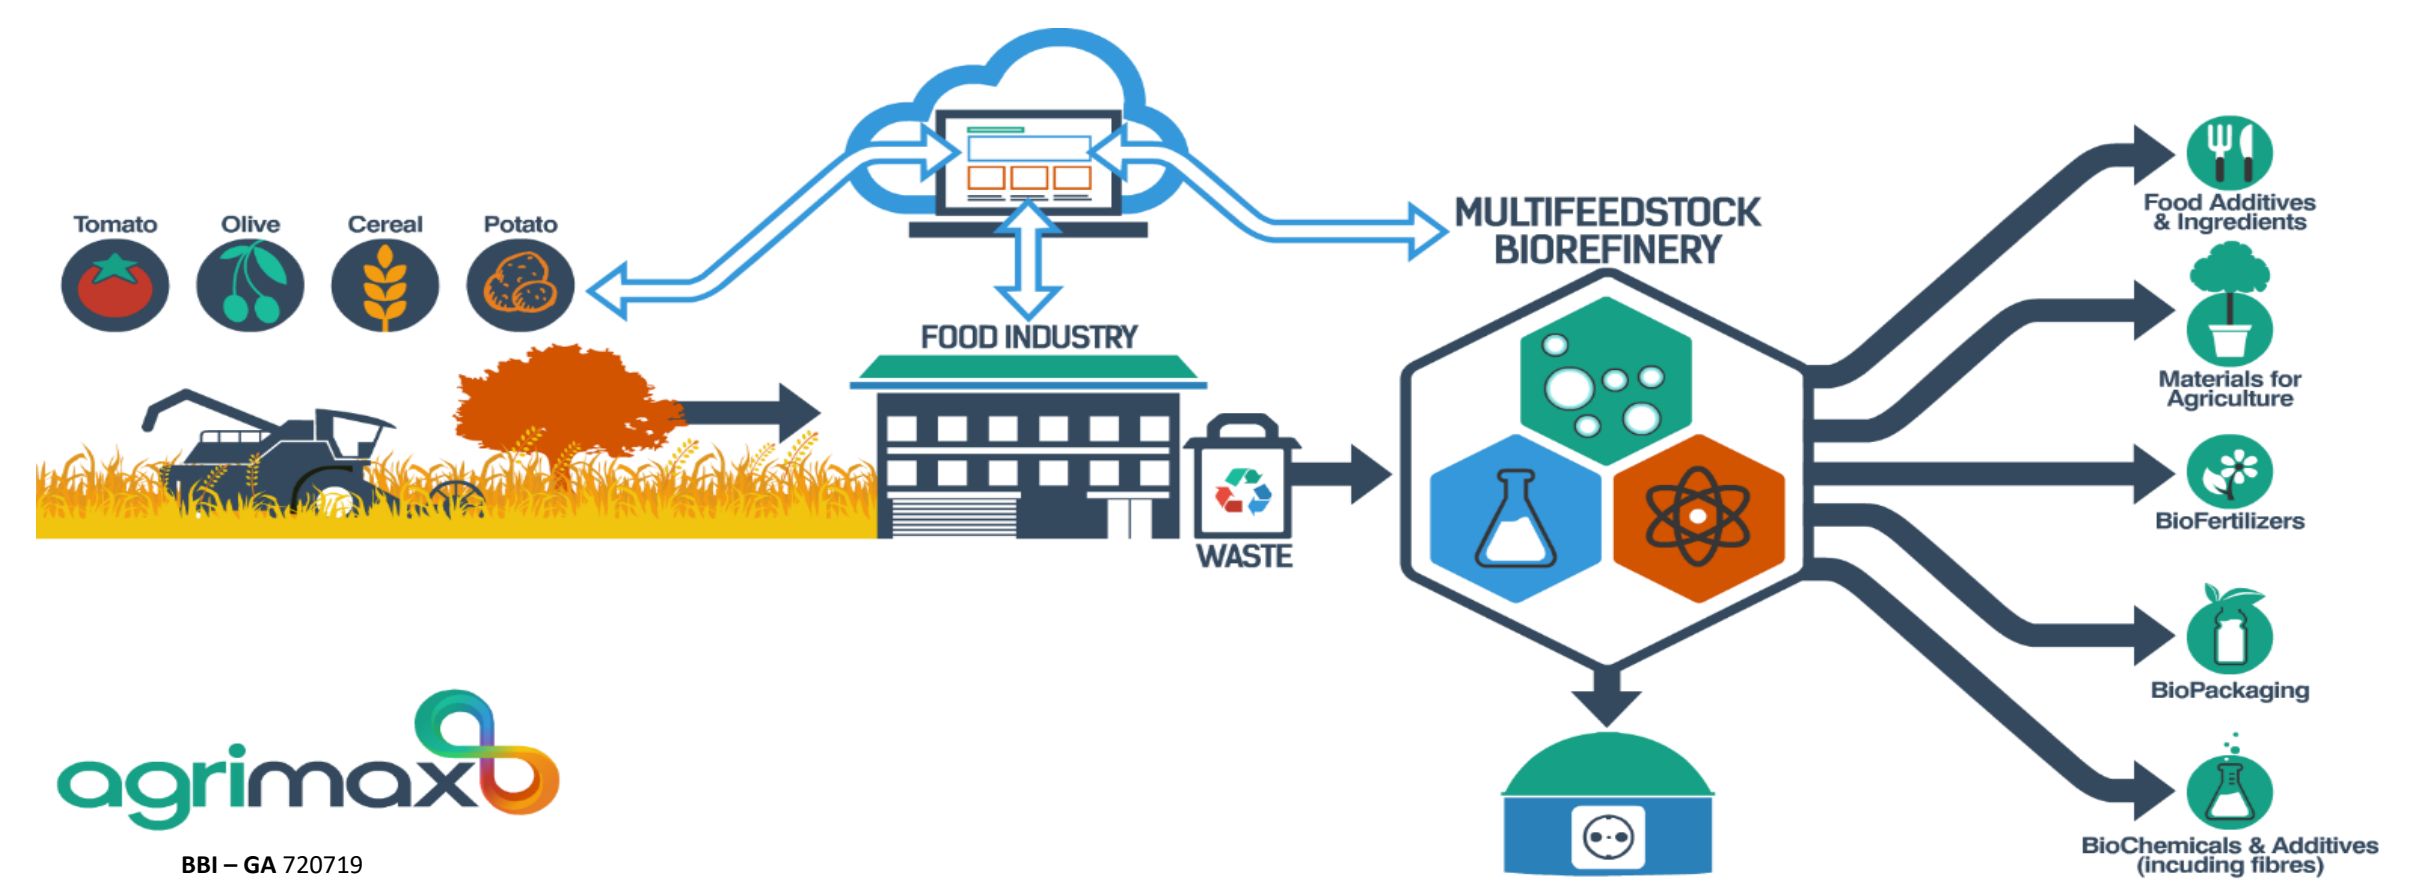 Tomato
Olive
Cereal
Potato
FOOD INDUSTRY
WASTE
MULTIFEEDSTOCK
BIOREFINERY
Food Additives
& Ingredients
Materials for
Agriculture
BioFertilizers
BioPackaging
BioChemicals & Additives
(incuding fibres)
agrimax
BBI – GA 720719